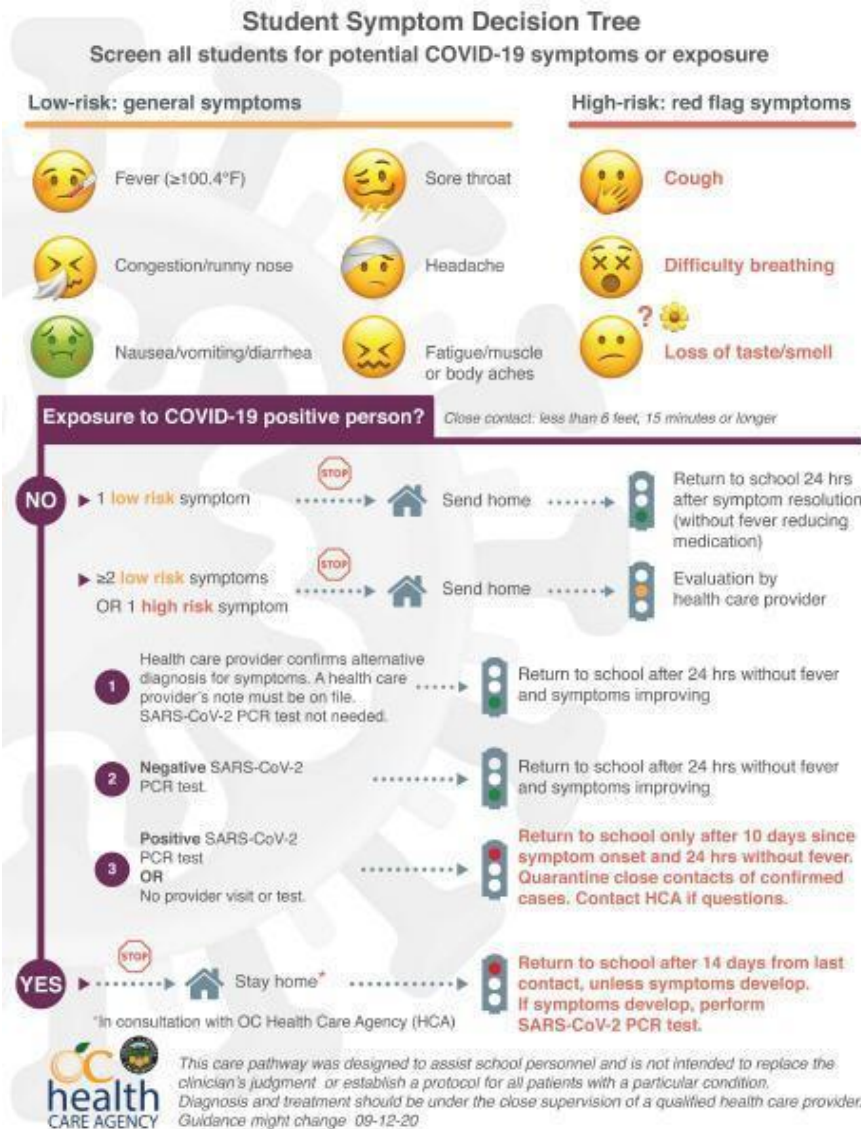 Student Symptom Decision Tree
Screen all students for potential COVID-19 symptoms or exposure
Low-risk: general symptoms
High-risk: red flag symptoms
Fever (≥100.4°F)
Sore throat
Cough
Congestion/runny nose
Headache
Difficulty breathing
?
Nausea/vomiting/diarrhea
Fatigue/muscle
or body aches
Loss of taste/smell
Exposure to COVID-19 positive person?
Close contact: less than 6 feet, 15 minutes or longer
NO
1 low risk symptom
STOP
Send home
Return to school 24 hrs
after symptom resolution
(without fever reducing
medication)
≥2 low risk symptoms
OR 1 high risk symptom
STOP
Send home
Evaluation by
health care provider
1
Health care provider confirms alternative
diagnosis for symptoms. A health care
provider's note must be on file.
SARS-CoV-2 PCR test not needed.
Return to school after 24 hrs without fever
and symptoms improving
2
Negative SARS-CoV-2
PCR test.
Return to school after 24 hrs without fever
and symptoms improving
3
Positive SARS-CoV-2
PCR test
OR
No provider visit or test.
Return to school only after 10 days since
symptom onset and 24 hrs without fever.
Quarantine close contacts of confirmed
cases. Contact HCA if questions.
YES
STOP
Stay home*
Return to school after 14 days from last
contact, unless symptoms develop.
If symptoms develop, perform
SARS-CoV-2 PCR test.
*In consultation with OC Health Care Agency (HCA)
OC
health
CARE AGENCY
This care pathway was designed to assist school personnel and is not intended to replace the
clinician's judgment or establish a protocol for all patients with a particular condition.
Diagnosis and treatment should be under the close supervision of a qualified health care provider.
Guidance might change 09-12-20